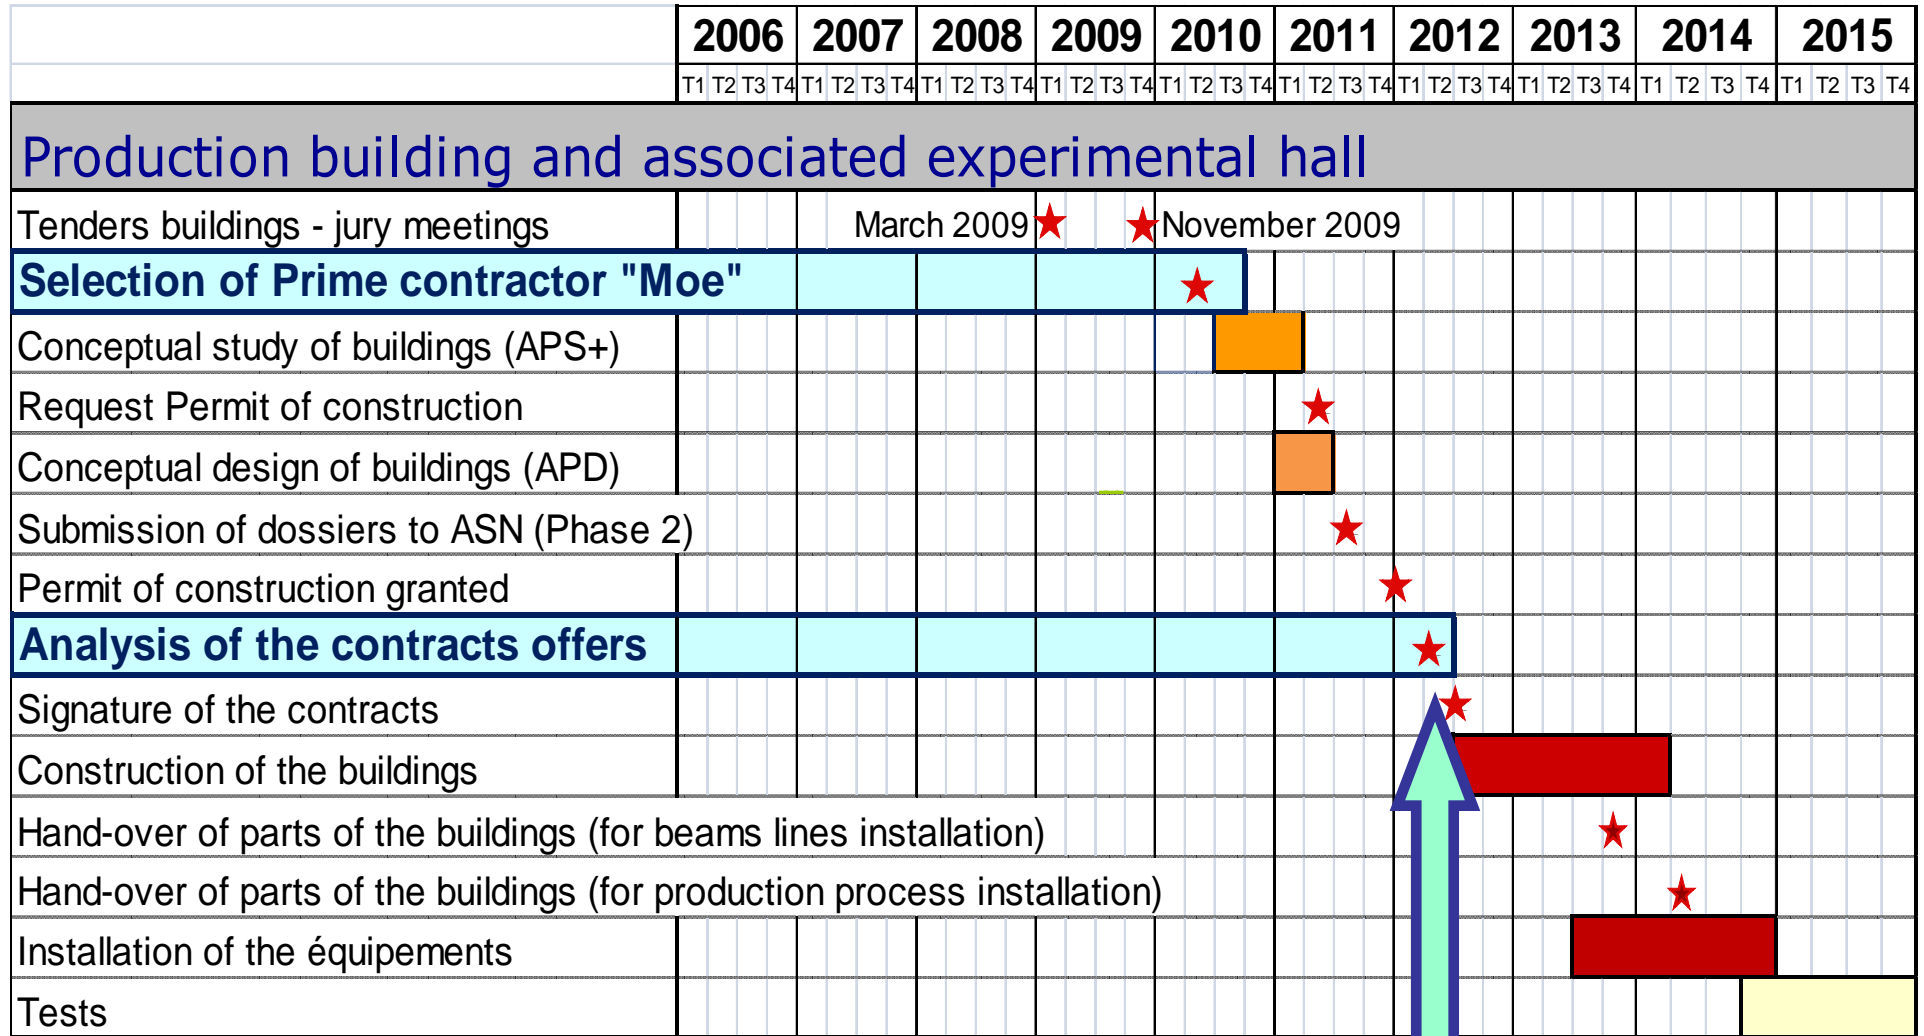 2006 2007 2008 2009 2010 2011 2012 2013 2014 2015
T1 T2 T3 T4 T1 T2 T3 T4 T1 T2 T3 T4 T1 T2 T3 T4 T1 T2 T3 T4 T1 T2 T3 T4 T1 T2 T3 T4 T1 T2 T3 T4 T1 T2 T3 T4 T1 T2 T3 T4
Production building and associated experimental hall
Tenders buildings - jury meetings March 2009 November 2009
Selection of Prime contractor "Moe"
Conceptual study of buildings (APS+)
Request Permit of construction
Conceptual design of buildings (APD)
Submission of dossiers to ASN (Phase 2)
Permit of construction granted
Analysis of the contracts offers
Signature of the contracts
Construction of the buildings
Hand-over of parts of the buildings (for beams lines installation)
Hand-over of parts of the buildings (for production process installation)
Installation of the équipements
Tests